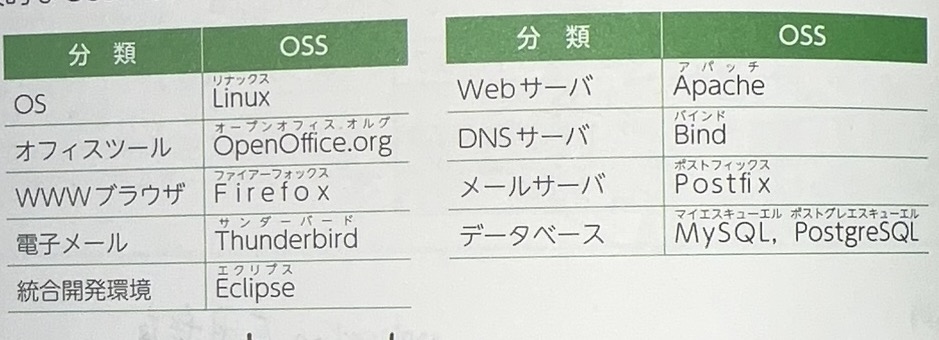 分類 OSS
OS Linux
リナックス
オフィスツール OpenOffice.org
オープンオフィス オルグ
WWWブラウザ Firefox
ファイアーフォックス
電子メール Thunderbird
サンダーバード
統合開発環境 Eclipse
エクリプス
分類 OSS
Webサーバ Apache
アパッチ
DNSサーバ Bind
バインド
メールサーバ Postfix
ポストフィックス
データベース MySQL, PostgreSQL
マイエスキューエル ポストグレエスキューエル